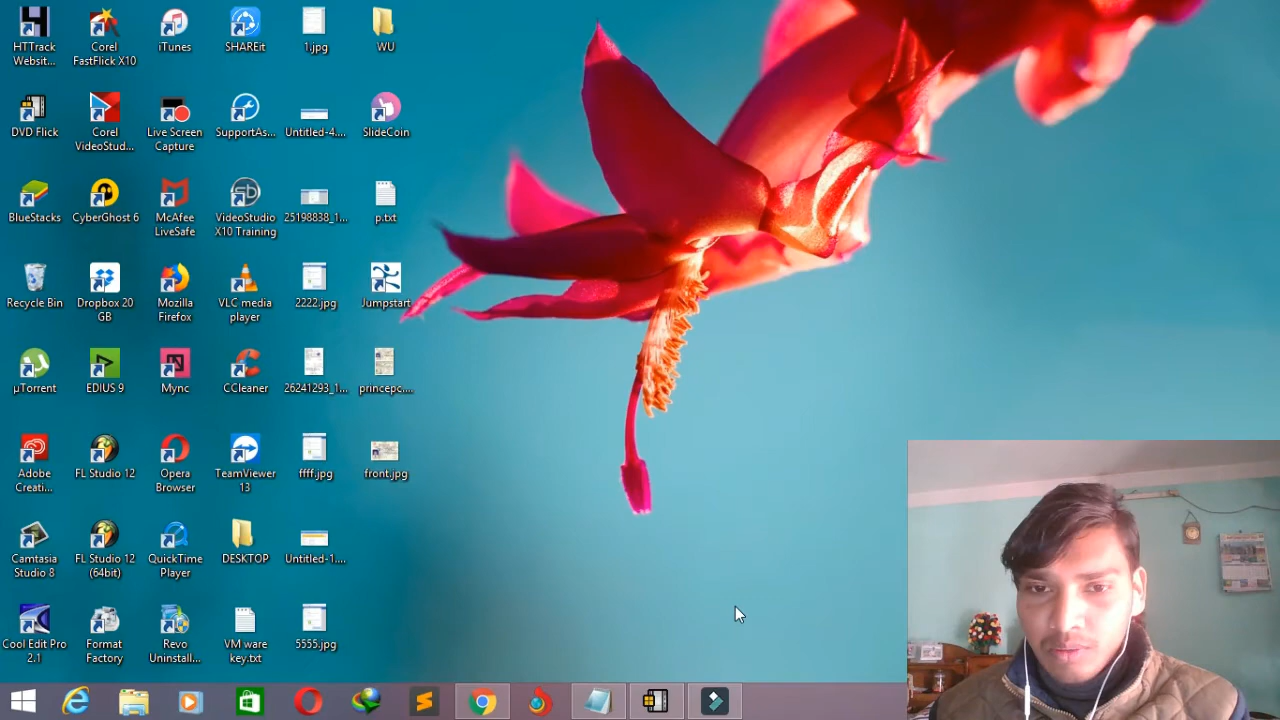 HTTrack
Websit...
Corel
FastFlick X10
iTunes
SHAREit
1.jpg
WU
DVD Flick
Corel
VideoStud...
Live Screen
Capture
SupportAs...
Untitled-4....
SlideCoin
BlueStacks
CyberGhost 6
McAfee
LiveSafe
VideoStudio
X10 Training
25198838_1...
p.txt
Recycle Bin
Dropbox 20
GB
Mozilla
Firefox
VLC media
player
2222.jpg
Jumpstart
µTorrent
EDIUS 9
Mync
CCleaner
26241293_1...
princepc....
Adobe
Creati...
FL Studio 12
Opera
Browser
TeamViewer
13
ffff.jpg
front.jpg
Camtasia
Studio 8
FL Studio 12
(64bit)
QuickTime
Player
DESKTOP
Untitled-1....
Cool Edit Pro
2.1
Format
Factory
Revo
Uninstall...
VM ware
key.txt
5555.jpg